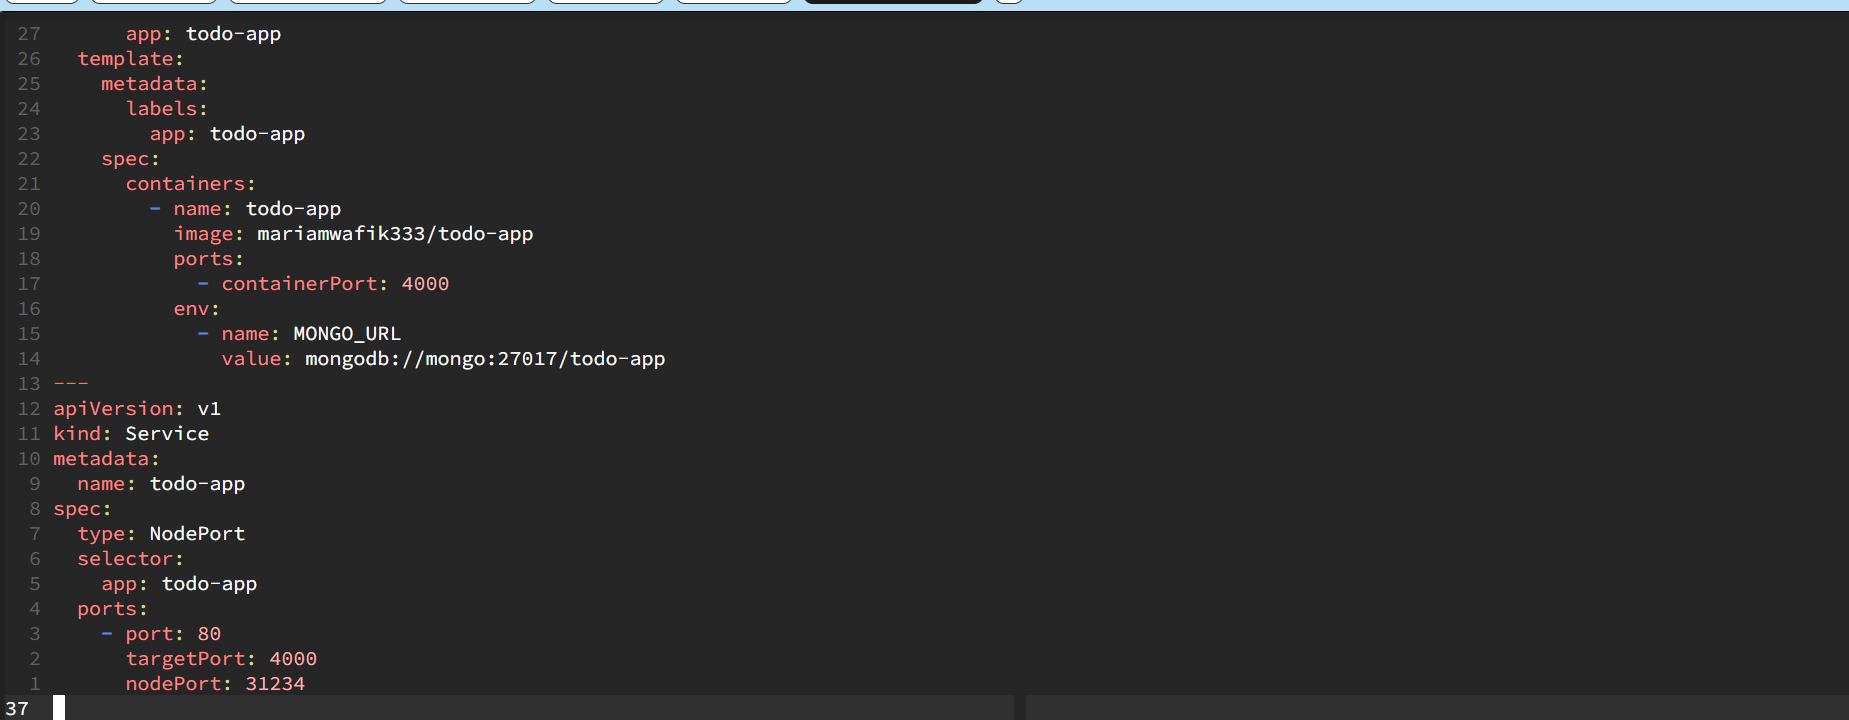 27       app: todo-app
26   template:
25     metadata:
24       labels:
23         app: todo-app
22     spec:
21       containers:
20         - name: todo-app
19           image: mariamwafik333/todo-app
18           ports:
17             - containerPort: 4000
16           env:
15             - name: MONGO_URL
14               value: mongodb://mongo:27017/todo-app
13 ---
12 apiVersion: v1
11 kind: Service
10 metadata:
9   name: todo-app
8 spec:
7   type: NodePort
6   selector:
5     app: todo-app
4   ports:
3     - port: 80
2       targetPort: 4000
1       nodePort: 31234
37